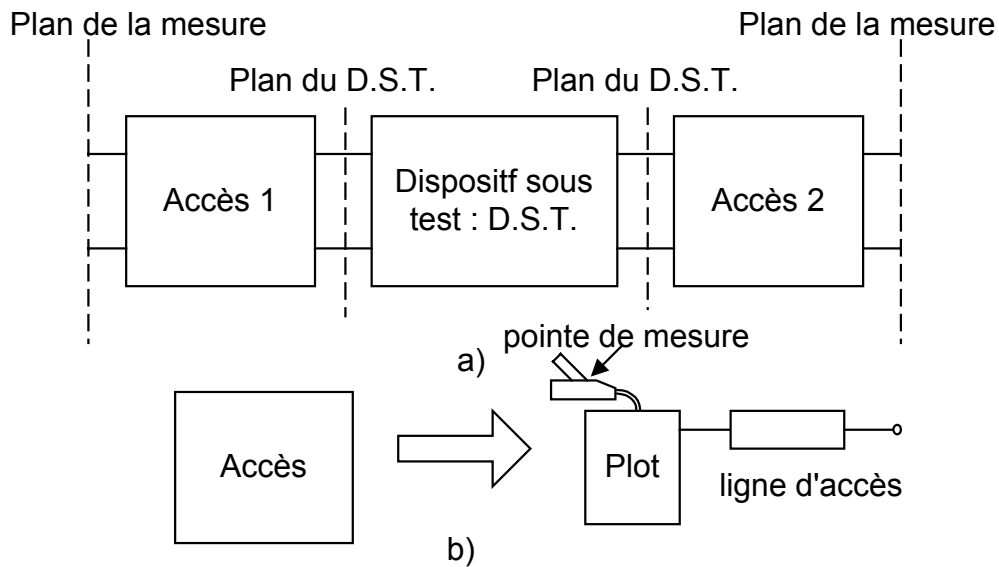 Plan de la mesure
Plan de la mesure
Plan du D.S.T.
Plan du D.S.T.
Accès 1
Dispositf sous
test : D.S.T.
Accès 2
a)
pointe de mesure
Accès
Plot
ligne d'accès
b)